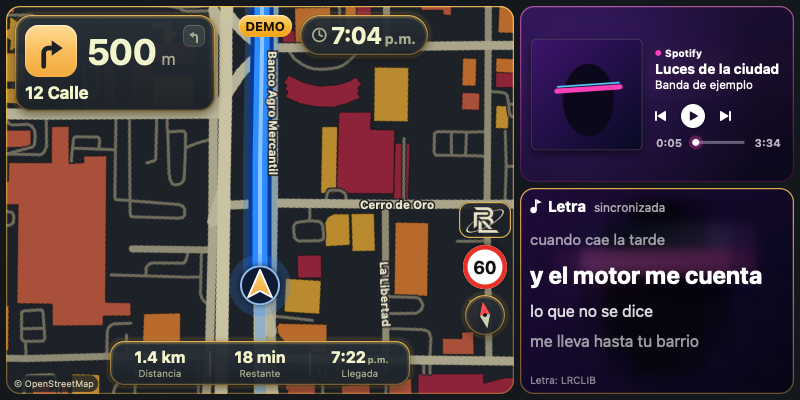 500 m
12 Calle
DEMO
7:04 p.m.
Banco Agro Mercantil
Cerro de Oro
La Libertad
R
60
1.4 km
Distancia
18 min
Restante
7:22 p.m.
Llegada
© OpenStreetMap
Spotify
Luces de la ciudad
Banda de ejemplo
0:05
3:34
Letra sincronizada
cuando cae la tarde
y el motor me cuenta
lo que no se dice
me lleva hasta tu barrio
Letra: LRCLIB